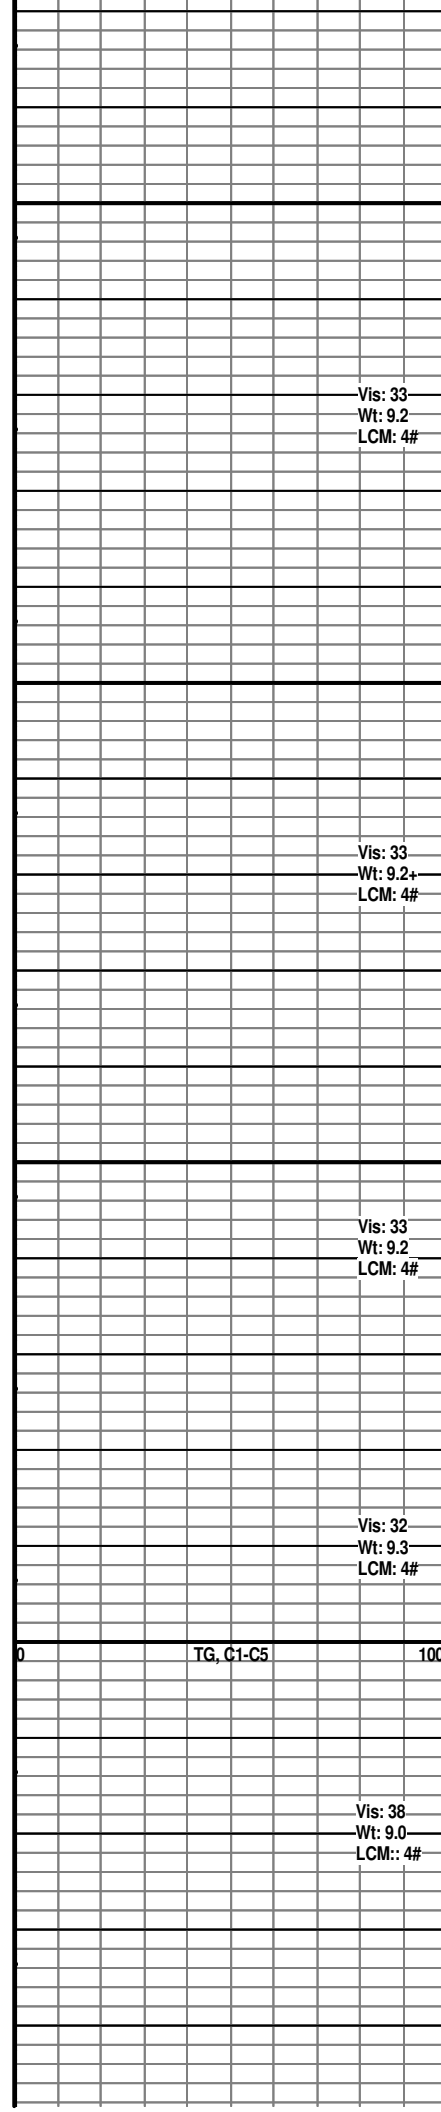 Vis: 33
Wt: 9.2
LCM: 4#
Vis: 33
Wt: 9.2+
LCM: 4#
Vis: 33
Wt: 9.2
LCM: 4#
Vis: 32
Wt: 9.3
LCM: 4#
0 TG, C1-C5 100
Vis: 38
Wt: 9.0
LCM:: 4#